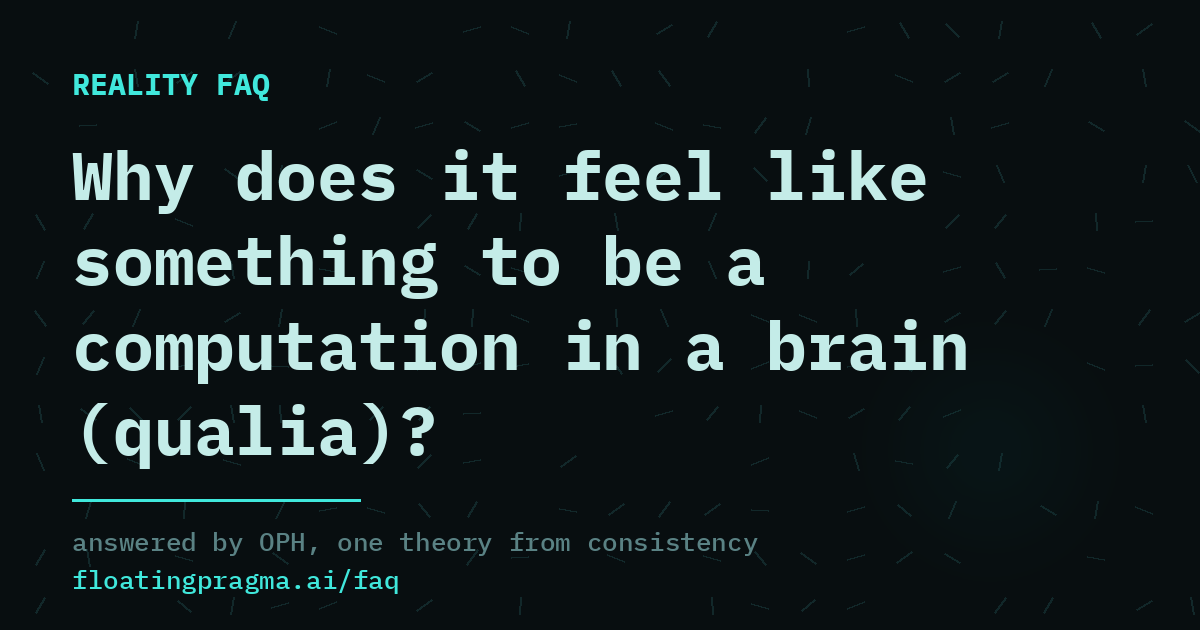 REALITY FAQ
Why does it feel like
something to be a
computation in a brain
(qualia)?
answered by OPH, one theory from consistency
floatingpragma.ai/faq